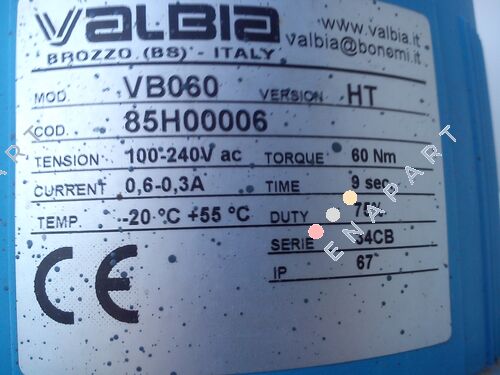 VALBIA
www.valbia.it
BROZZO (BS) - ITALY valbia@bonomi.it
MOD. VB060 VERSION HT
COD. 85H00006
TENSION 100-240V ac TORQUE 60 Nm
CURRENT 0,6-0,3A TIME 9 sec
TEMP. -20 °C +55 °C DUTY 75%
SERIE 34CB
IP 67
CE
ENAPART